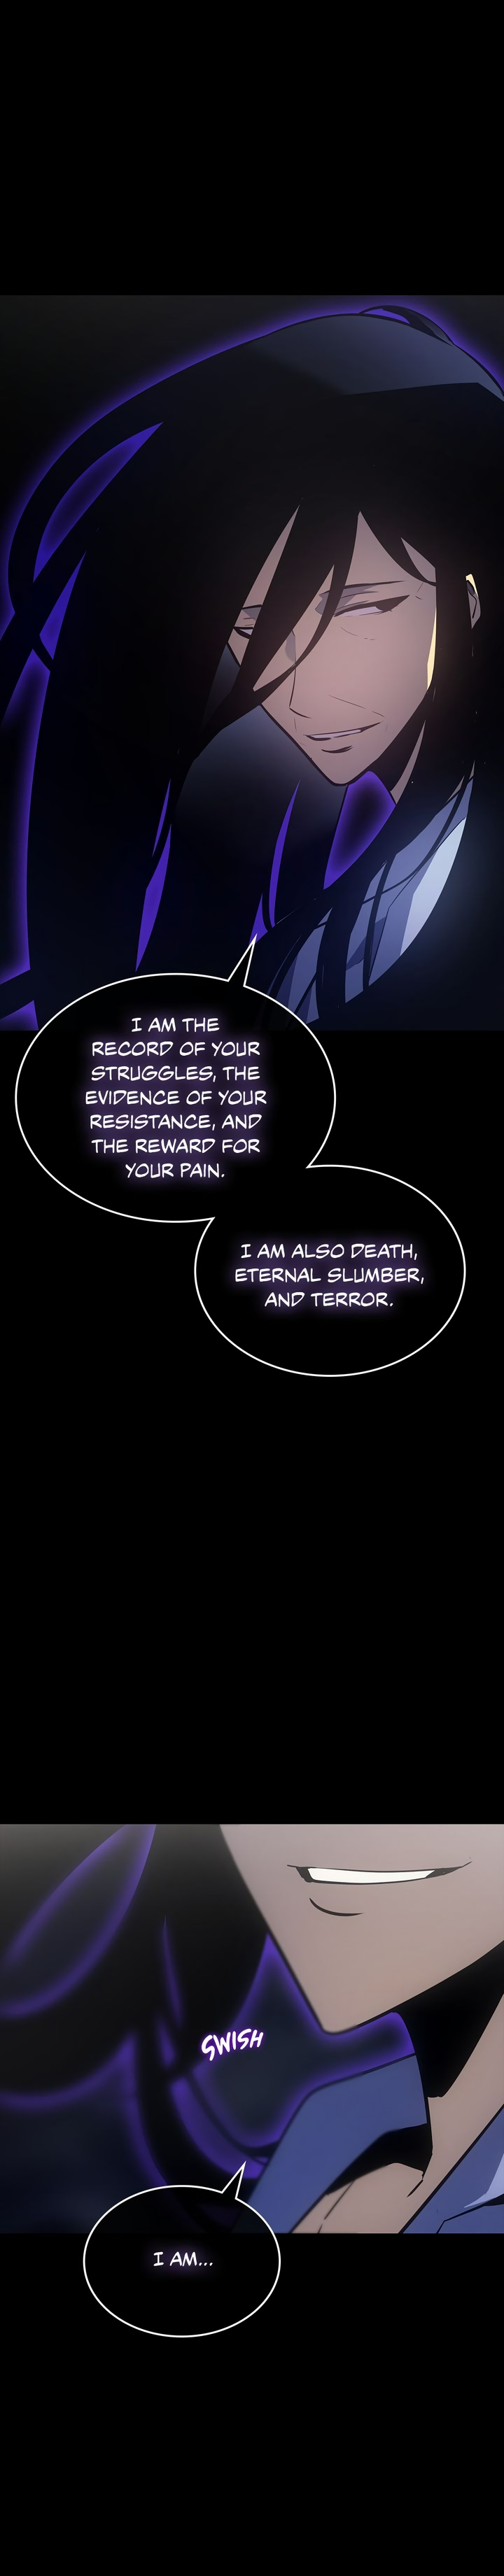 I AM THE
RECORD OF YOUR
STRUGGLES, THE
EVIDENCE OF YOUR
RESISTANCE, AND
THE REWARD FOR
YOUR PAIN.
I AM ALSO DEATH,
ETERNAL SLUMBER,
AND TERROR.
SWISH
I AM...